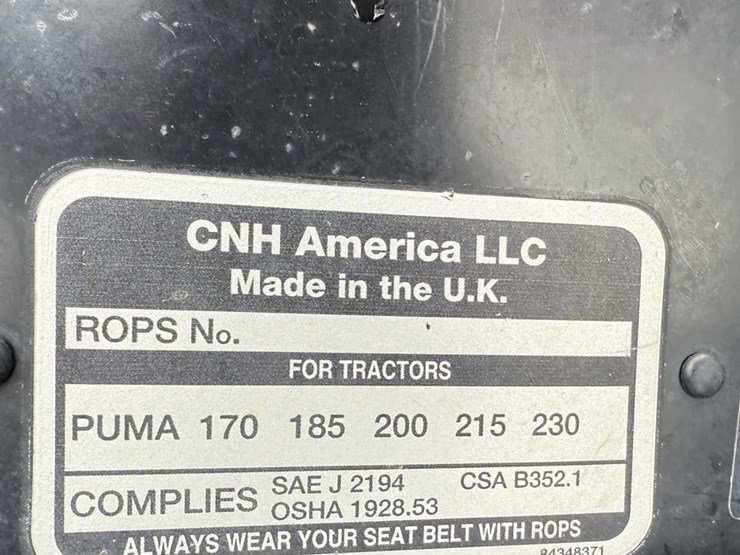 CNH America LLC
Made in the U.K.
ROPS No.
FOR TRACTORS
PUMA 170 185 200 215 230
COMPLIES SAE J 2194 CSA B352.1
OSHA 1928.53
ALWAYS WEAR YOUR SEAT BELT WITH ROPS
84348371